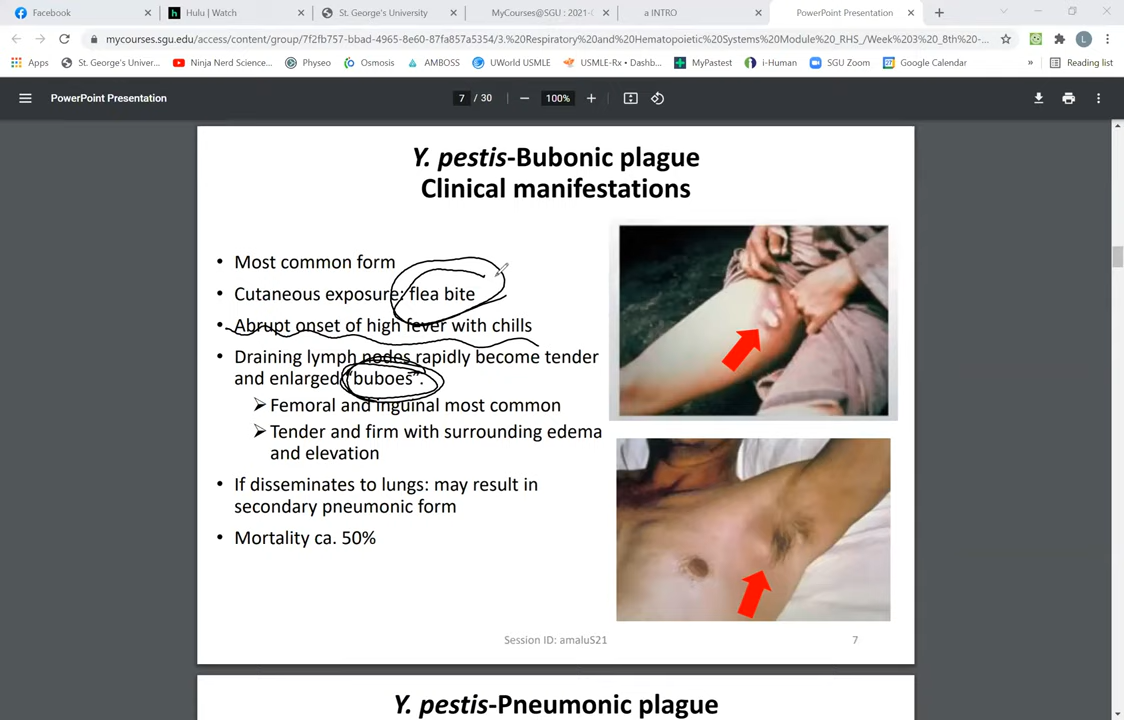 Facebook
Hulu | Watch
St. George's University
MyCourses@SGU : 2021-
a INTRO
PowerPoint Presentation
mycourses.sgu.edu/access/content/group/7f2fb757-bbad-4965-8e60-87fa857a5354/3.%20Respiratory%20and%20Hematopoietic%20Systems%20Module%20_RHS_/Week%203%20_8th%20-...
L
Apps
St. George's Univer...
Ninja Nerd Science...
Physeo
Osmosis
AMBOSS
UWorld USMLE
USMLE-Rx • Dashb...
MyPastest
i-Human
SGU Zoom
Google Calendar
»
Reading list
PowerPoint Presentation
7 / 30
100%
Y. pestis-Bubonic plague
Clinical manifestations
• Most common form
• Cutaneous exposure: flea bite
• Abrupt onset of high fever with chills
• Draining lymph nodes rapidly become tender
and enlarged "buboes".
➢ Femoral and inguinal most common
➢ Tender and firm with surrounding edema
and elevation
• If disseminates to lungs: may result in
secondary pneumonic form
• Mortality ca. 50%
Session ID: amaluS21
7
Y. pestis-Pneumonic plague